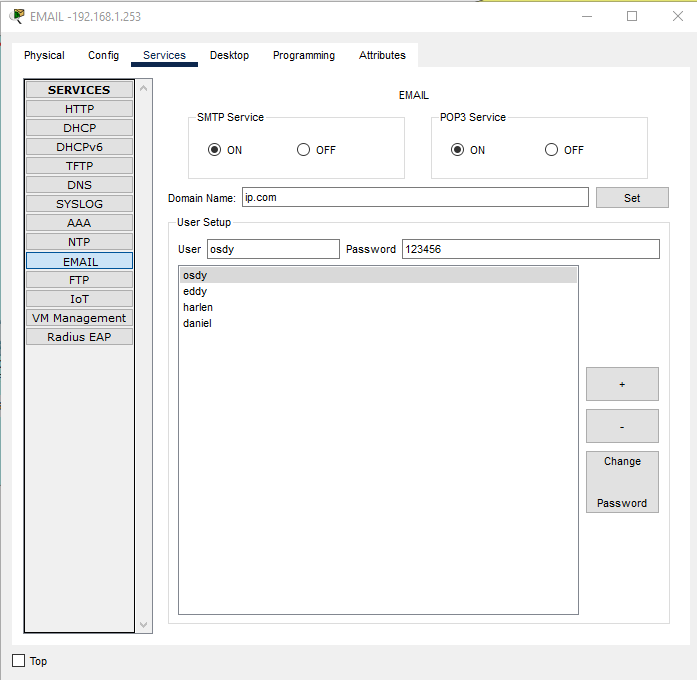 EMAIL -192.168.1.253
Physical Config Services Desktop Programming Attributes
SERVICES
HTTP
DHCP
DHCPv6
TFTP
DNS
SYSLOG
AAA
NTP
EMAIL
FTP
IoT
VM Management
Radius EAP
EMAIL
SMTP Service
ON OFF
POP3 Service
ON OFF
Domain Name: ip.com Set
User Setup
User osdy Password 123456
osdy
eddy
harlen
daniel
+
-
Change
Password
Top